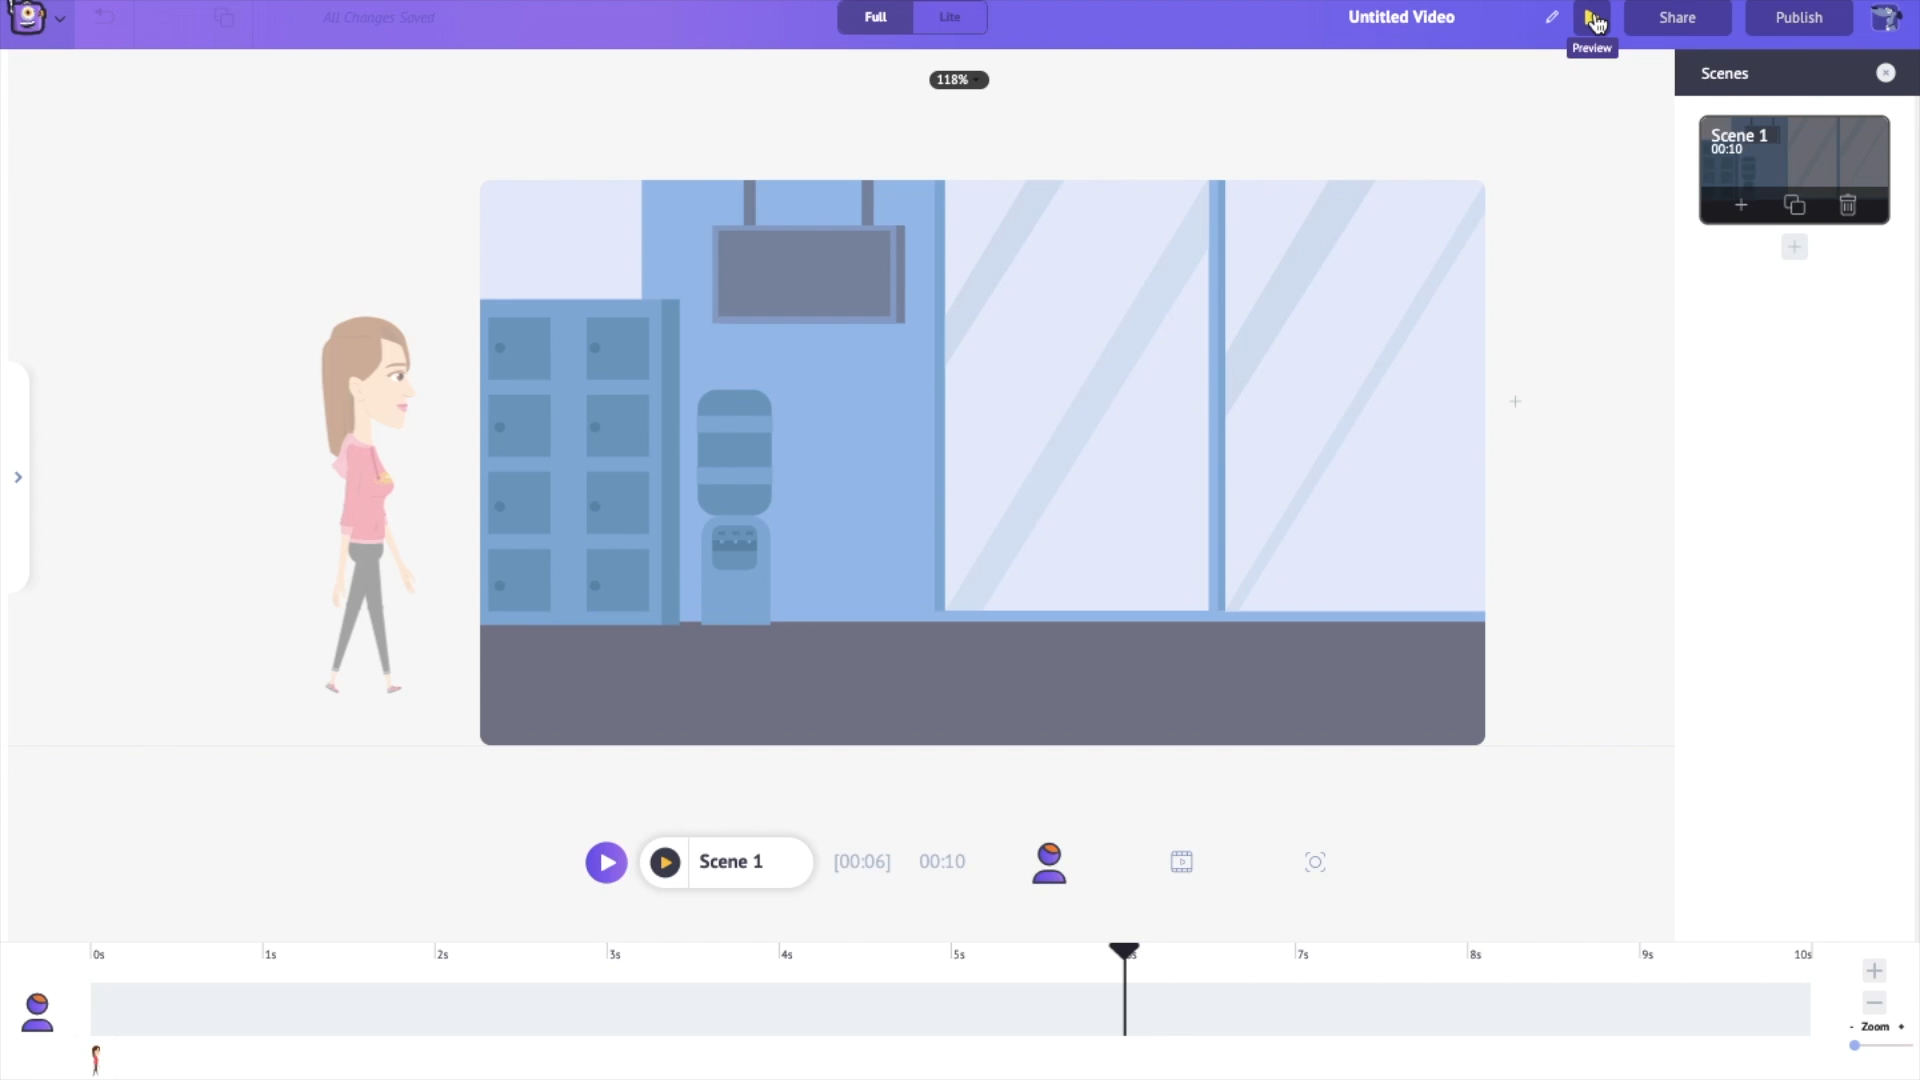 All Changes Saved
Full
Lite
Untitled Video
Share
Publish
Preview
118%
Scenes
Scene 1
00:10
Scene 1
[00:06]
00:10
0s
1s
2s
3s
4s
5s
7s
8s
9s
10s
- Zoom +